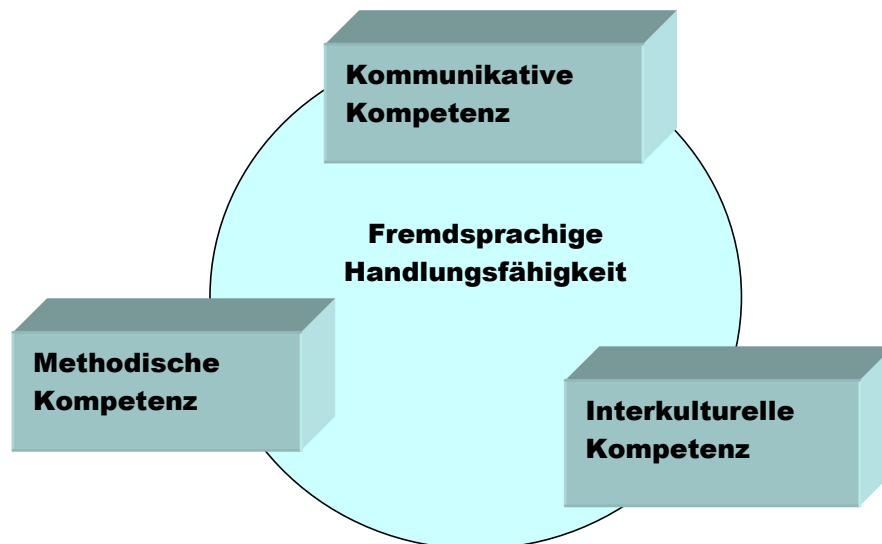 Kommunikative
Kompetenz
Fremdsprachige
Handlungsfähigkeit
Methodische
Kompetenz
Interkulturelle
Kompetenz